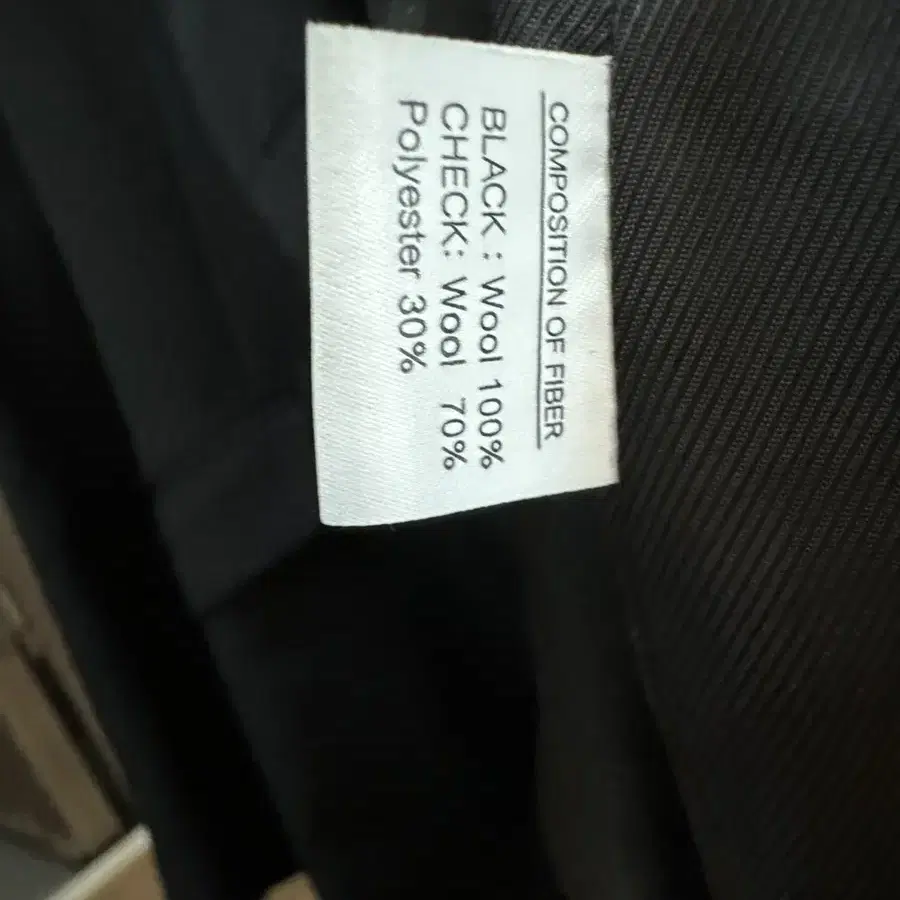 COMPOSITION OF FIBER
BLACK : Wool 100%
CHECK: Wool 70%
Polyester 30%